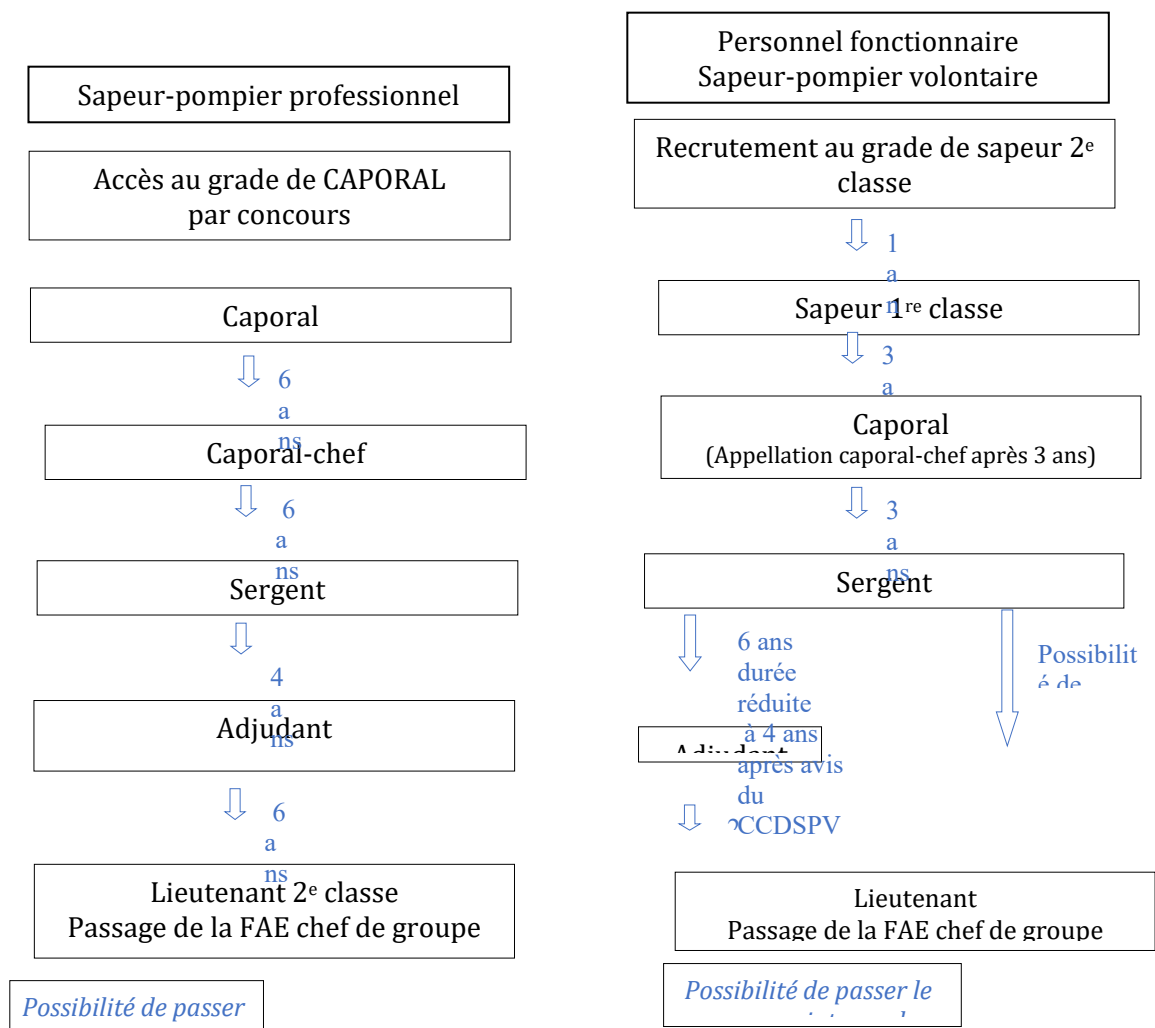 Sapeur-pompier professionnel
Accès au grade de CAPORAL
par concours
Caporal
6
a
ns
Caporal-chef
6
a
ns
Sergent
4
a
ns
Adjudant
6
a
ns
Lieutenant 2e classe
Passage de la FAE chef de groupe
Possibilité de passer
Personnel fonctionnaire
Sapeur-pompier volontaire
Recrutement au grade de sapeur 2e
classe
1
a
n
Sapeur 1re classe
3
a
Caporal
(Appellation caporal-chef après 3 ans)
3
a
ns
Sergent
6 ans
durée
réduite
à 4 ans
après avis
du
CCDSPV
Possibilit
é de
Adjudant
Lieutenant
Passage de la FAE chef de groupe
Possibilité de passer le